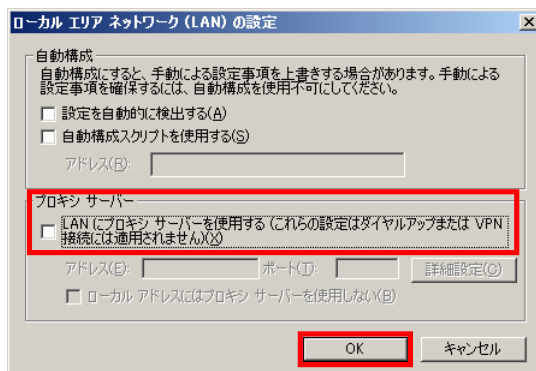 ローカル エリア ネットワーク (LAN) の設定
自動構成
自動構成にすると、手動による設定事項を上書きする場合があります。手動による
設定事項を確保するには、自動構成を使用不可にしてください。
設定を自動的に検出する(A)
自動構成スクリプトを使用する(S)
アドレス(R):
プロキシ サーバー
LAN にプロキシ サーバーを使用する (これらの設定はダイヤルアップまたは VPN
接続には適用されません)(X)
アドレス(E): ポート(T): 詳細設定(C)
ローカル アドレスにはプロキシ サーバーを使用しない(B)
OK キャンセル